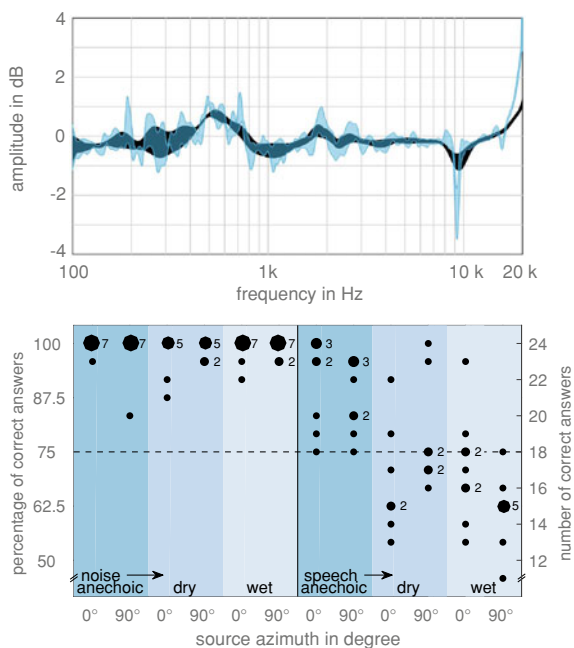 4
2
0
-2
-4
amplitude in dB
100
1k
10 k
20 k
frequency in Hz
100
87.5
75
62.5
50
percentage of correct answers
24
22
20
18
16
14
12
number of correct answers
7 7 5 5 7 7 3
2 2 2 3
2
2 2
2 2
2 5
noise speech
anechoic dry wet anechoic dry wet
0° 90° 0° 90° 0° 90° 0° 90° 0° 90° 0° 90°
source azimuth in degree